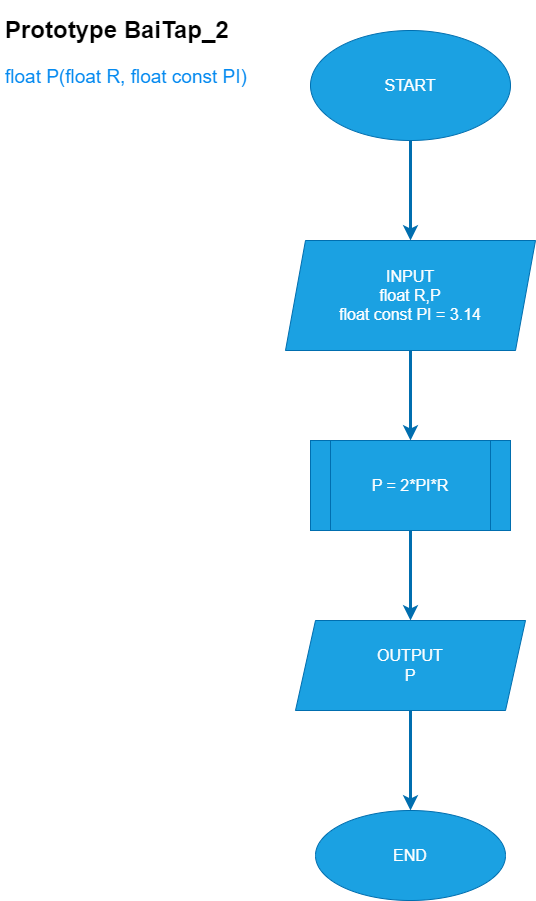 Prototype BaiTap_2
float P(float R, float const PI)
START
INPUT
float R,P
float const PI = 3.14
P = 2*PI*R
OUTPUT
P
END